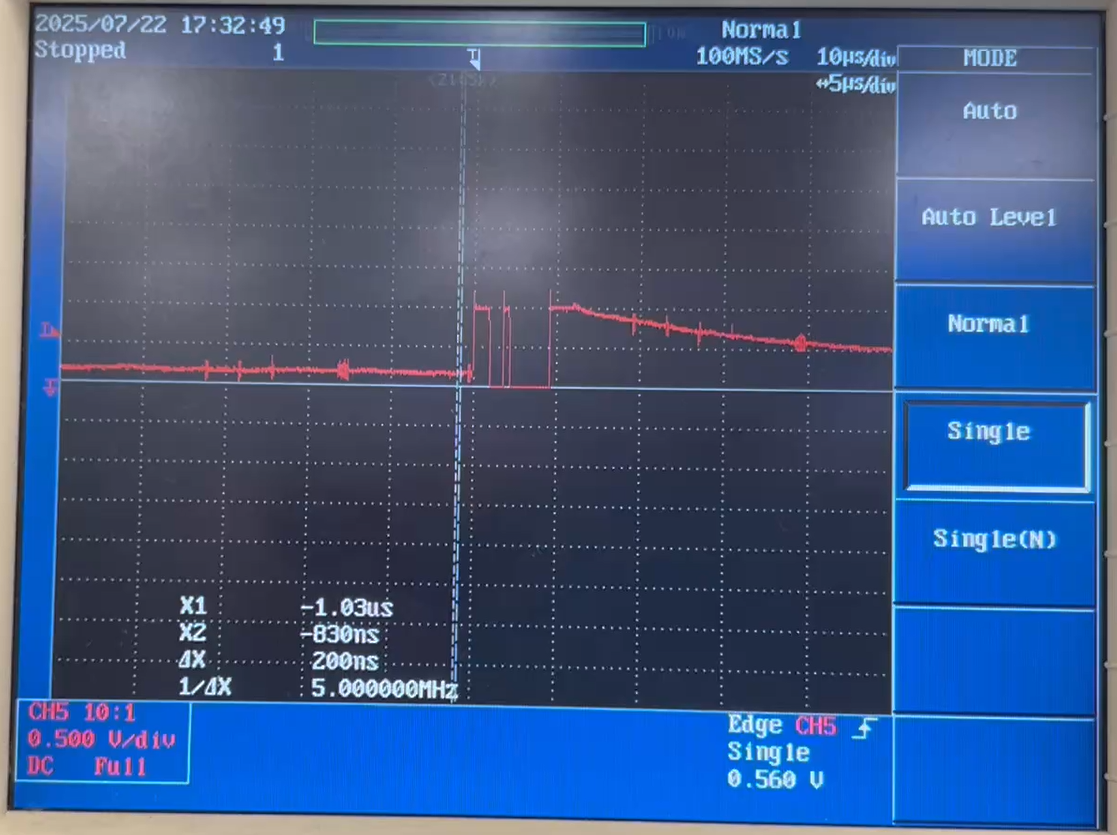 2025/07/22 17:32:49
Stopped 1
Normal
100MS/s 10μs/div
↔5μs/div
MODE
Auto
Auto Level
Normal
Single
Single(N)
X1 -1.03us
X2 -830ns
ΔX 200ns
1/ΔX 5.000000MHz
CH5 10:1
0.500 V/div
DC Full
Edge CH5
Single
0.560 V